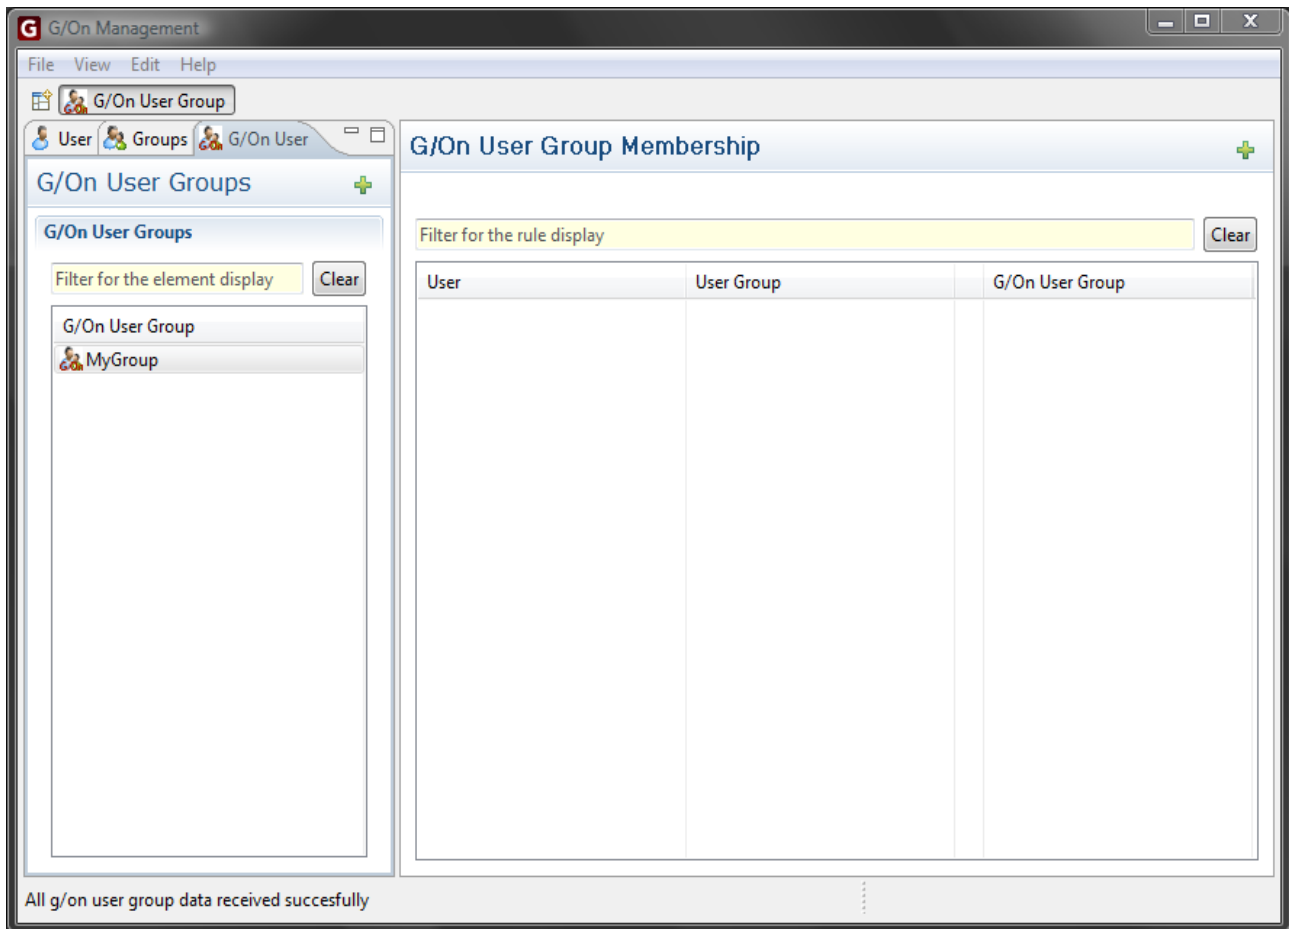 G G/On Management
File View Edit Help
G/On User Group
User Groups G/On User
G/On User Groups
G/On User Groups
Filter for the element display Clear
G/On User Group
MyGroup
G/On User Group Membership
Filter for the rule display Clear
User User Group G/On User Group
All g/on user group data received succesfully